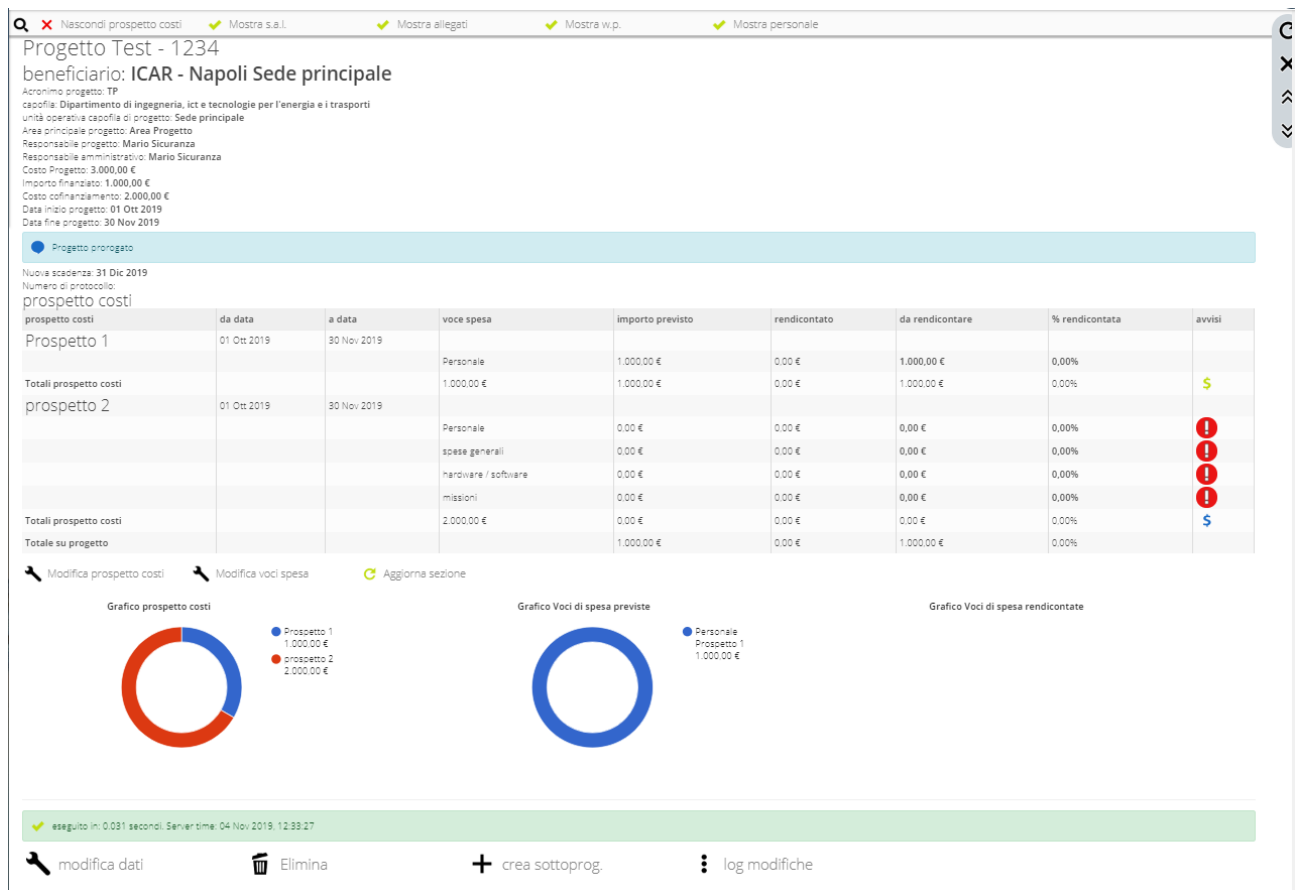 Nascondi prospetto costi Mostra s.a.l. Mostra allegati Mostra w.p. Mostra personale
Progetto Test - 1234
beneficiario: ICAR - Napoli Sede principale
Acronimo progetto: TP
capofila: Dipartimento di ingegneria, ict e tecnologie per l'energia e i trasporti
unità operativa capofila di progetto: Sede principale
Area principale progetto: Area Progetto
Responsabile progetto: Mario Sicuranza
Responsabile amministrativo: Mario Sicuranza
Costo Progetto: 3.000,00 €
Importo finanziato: 1.000,00 €
Costo cofinanziamento: 2.000,00 €
Data inizio progetto: 01 Ott 2019
Data fine progetto: 30 Nov 2019
Progetto prorogato
Nuova scadenza: 31 Dic 2019
Numero di protocollo:
prospetto costi
prospetto costi da data a data voce spesa importo previsto rendicontato da rendicontare % rendicontata avvisi
Prospetto 1 01 Ott 2019 30 Nov 2019
Personale 1.000,00 € 0,00 € 1.000,00 € 0,00%
Totali prospetto costi 1.000,00 € 1.000,00 € 0,00 € 1.000,00 € 0,00% $
prospetto 2 01 Ott 2019 30 Nov 2019
Personale 0,00 € 0,00 € 0,00 € 0,00% !
spese generali 0,00 € 0,00 € 0,00 € 0,00% !
hardware / software 0,00 € 0,00 € 0,00 € 0,00% !
missioni 0,00 € 0,00 € 0,00 € 0,00% !
Totali prospetto costi 2.000,00 € 0,00 € 0,00 € 0,00 € 0,00% $
Totale su progetto 1.000,00 € 0,00 € 1.000,00 € 0,00%
Modifica prospetto costi Modifica voci spesa Aggiorna sezione
Grafico prospetto costi Grafico Voci di spesa previste Grafico Voci di spesa rendicontate
Prospetto 1
1.000,00 €
prospetto 2
2.000,00 €
Personale
Prospetto 1
1.000,00 €
eseguito in: 0.031 secondi. Server time: 04 Nov 2019, 12:33:27
modifica dati Elimina crea sottoprog. log modifiche